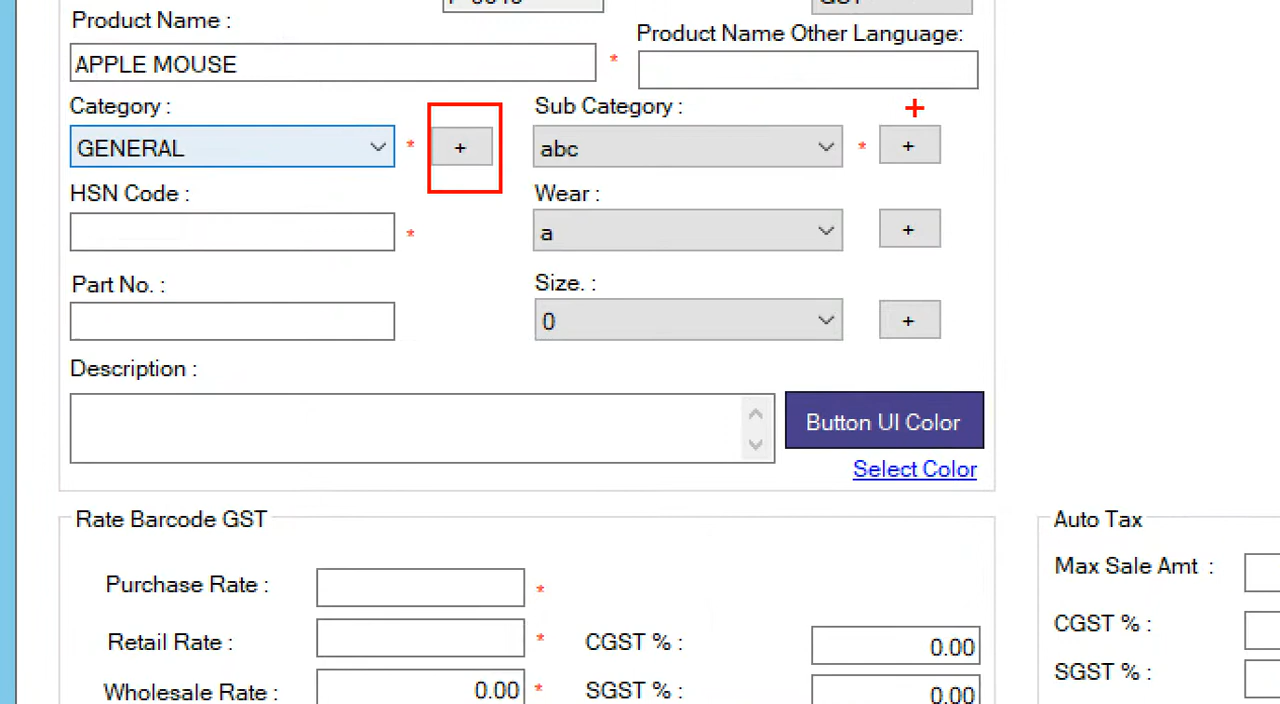 Product Name :
Product Name Other Language:
APPLE MOUSE *
Category : Sub Category : +
GENERAL * + abc * +
HSN Code : Wear :
* a +
Part No. : Size. :
0 +
Description :
Button UI Color
Select Color
Rate Barcode GST Auto Tax
Purchase Rate : * Max Sale Amt :
Retail Rate : * CGST % : 0.00 CGST % :
Wholesale Rate : 0.00 * SGST % : 0.00 SGST % :